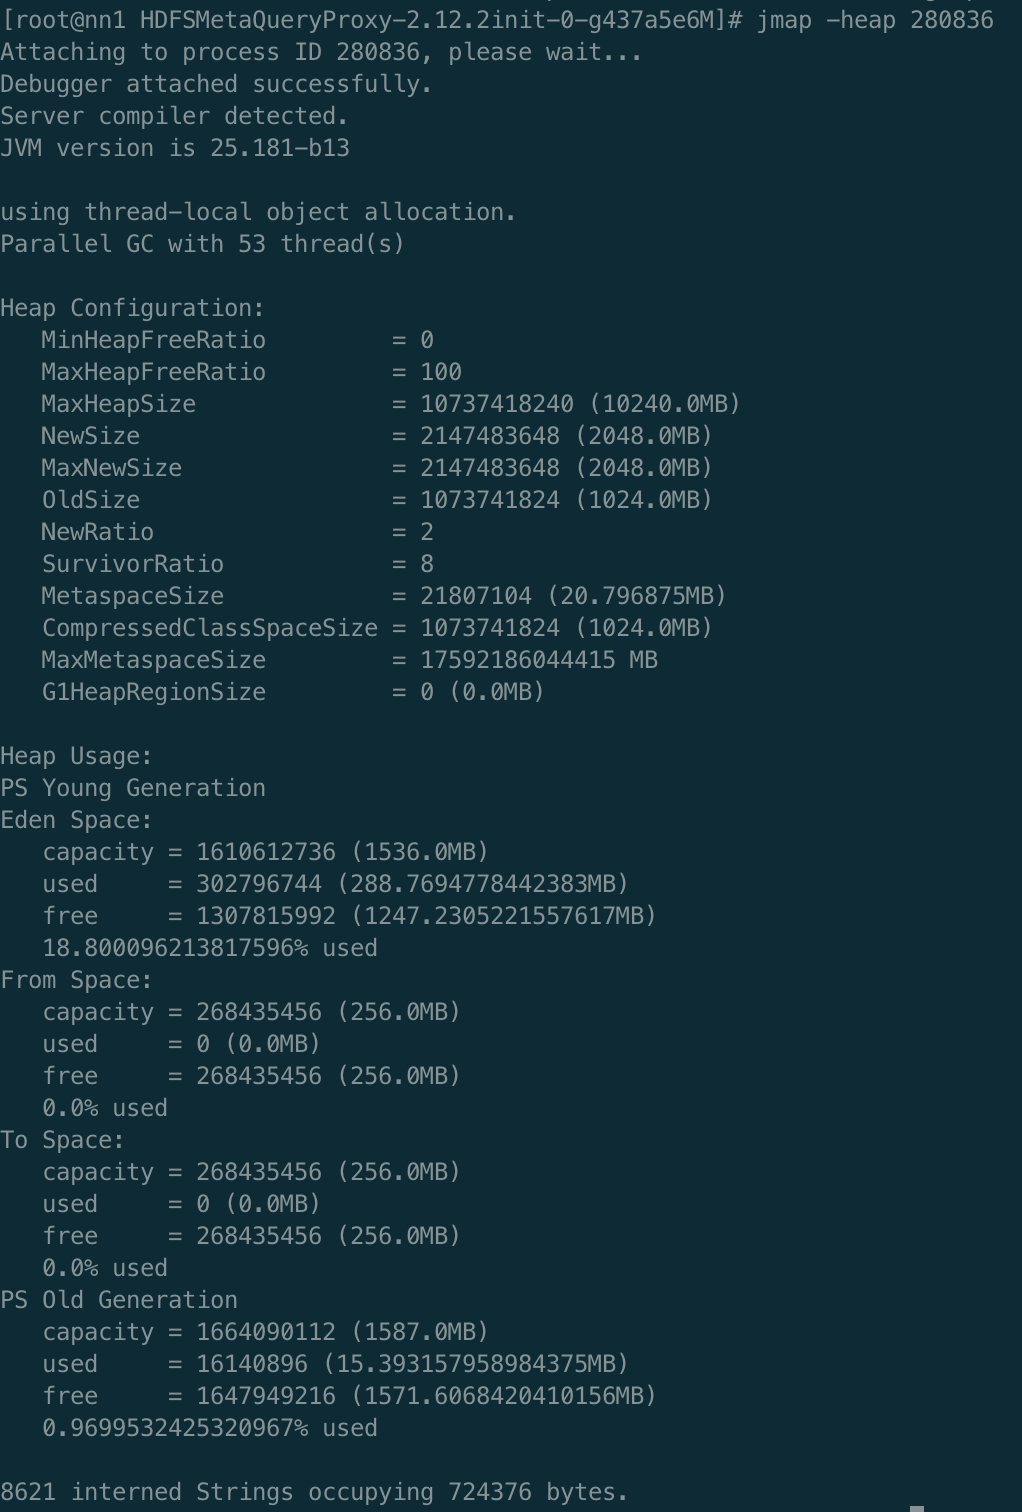 [root@nn1 HDFSMetaQueryProxy-2.12.2init-0-g437a5e6M]# jmap -heap 280836
Attaching to process ID 280836, please wait...
Debugger attached successfully.
Server compiler detected.
JVM version is 25.181-b13

using thread-local object allocation.
Parallel GC with 53 thread(s)

Heap Configuration:
   MinHeapFreeRatio         = 0
   MaxHeapFreeRatio         = 100
   MaxHeapSize              = 10737418240 (10240.0MB)
   NewSize                  = 2147483648 (2048.0MB)
   MaxNewSize               = 2147483648 (2048.0MB)
   OldSize                  = 1073741824 (1024.0MB)
   NewRatio                 = 2
   SurvivorRatio            = 8
   MetaspaceSize            = 21807104 (20.796875MB)
   CompressedClassSpaceSize = 1073741824 (1024.0MB)
   MaxMetaspaceSize         = 17592186044415 MB
   G1HeapRegionSize         = 0 (0.0MB)

Heap Usage:
PS Young Generation
Eden Space:
   capacity = 1610612736 (1536.0MB)
   used     = 302796744 (288.7694778442383MB)
   free     = 1307815992 (1247.2305221557617MB)
   18.800096213817596% used
From Space:
   capacity = 268435456 (256.0MB)
   used     = 0 (0.0MB)
   free     = 268435456 (256.0MB)
   0.0% used
To Space:
   capacity = 268435456 (256.0MB)
   used     = 0 (0.0MB)
   free     = 268435456 (256.0MB)
   0.0% used
PS Old Generation
   capacity = 1664090112 (1587.0MB)
   used     = 16140896 (15.393157958984375MB)
   free     = 1647949216 (1571.6068420410156MB)
   0.9699532425320967% used

8621 interned Strings occupying 724376 bytes.